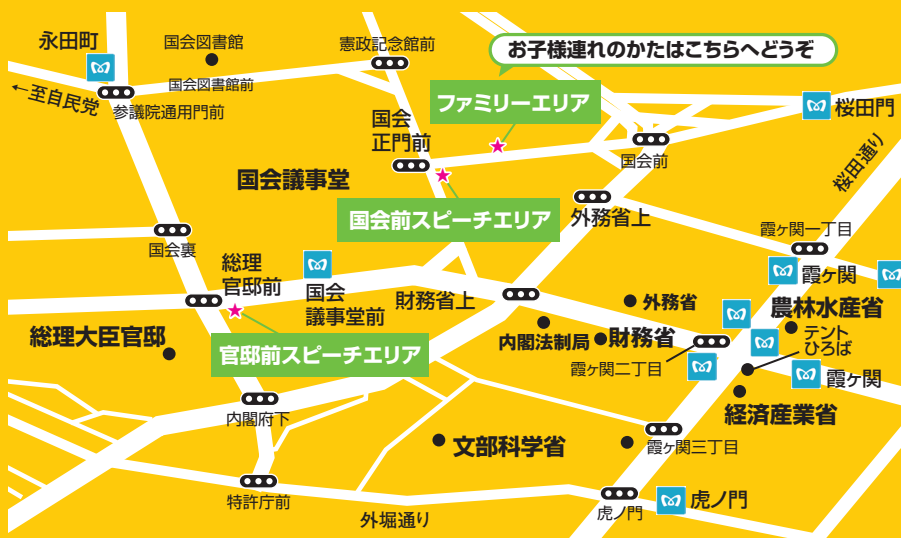 永田町
国会図書館
憲政記念館前
お子様連れのかたはこちらへどうぞ
国会図書館前
←至自民党
参議院通用門前
ファミリーエリア
桜田門
国会
正門前
国会前
桜田通り
国会議事堂
国会前スピーチエリア
外務省上
霞ヶ関一丁目
国会裏
総理
官邸前
国会
議事堂前
財務省上
霞ヶ関
外務省
農林水産省
総理大臣官邸
官邸前スピーチエリア
内閣法制局
財務省
テント
ひろば
霞ヶ関二丁目
霞ヶ関
経済産業省
内閣府下
文部科学省
霞ヶ関三丁目
特許庁前
外堀通り
虎ノ門
虎ノ門